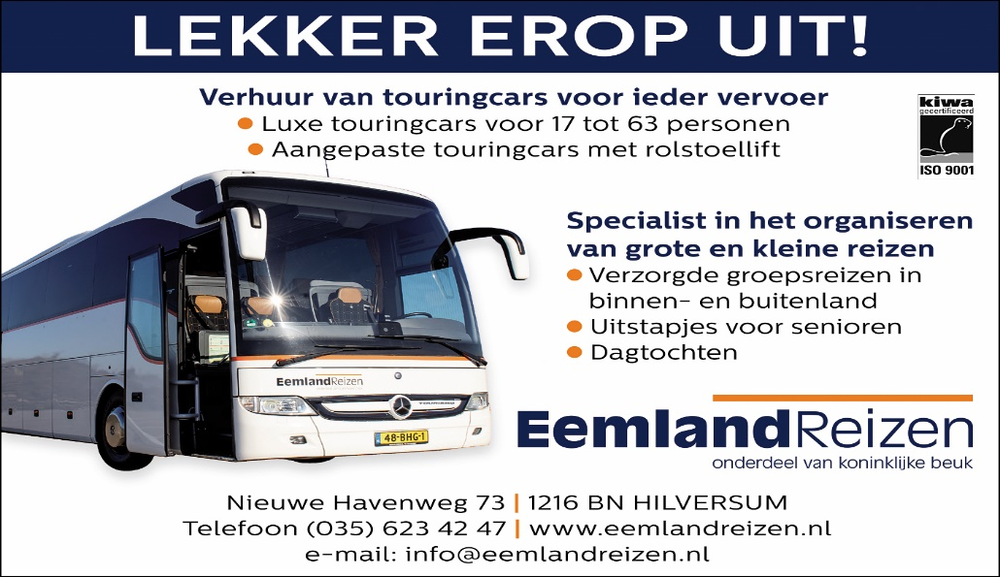 LEKKER EROP UIT!
Verhuur van touringcars voor ieder vervoer
Luxe touringcars voor 17 tot 63 personen
Aangepaste touringcars met rolstoellift
kiwa
gecertificeerd
ISO 9001
Specialist in het organiseren
van grote en kleine reizen
Verzorgde groepsreizen in
binnen- en buitenland
Uitstapjes voor senioren
Dagtochten
EemlandReizen
48-BHG-1
EemlandReizen
onderdeel van koninklijke beuk
Nieuwe Havenweg 73 | 1216 BN HILVERSUM
Telefoon (035) 623 42 47 | www.eemlandreizen.nl
e-mail: info@eemlandreizen.nl